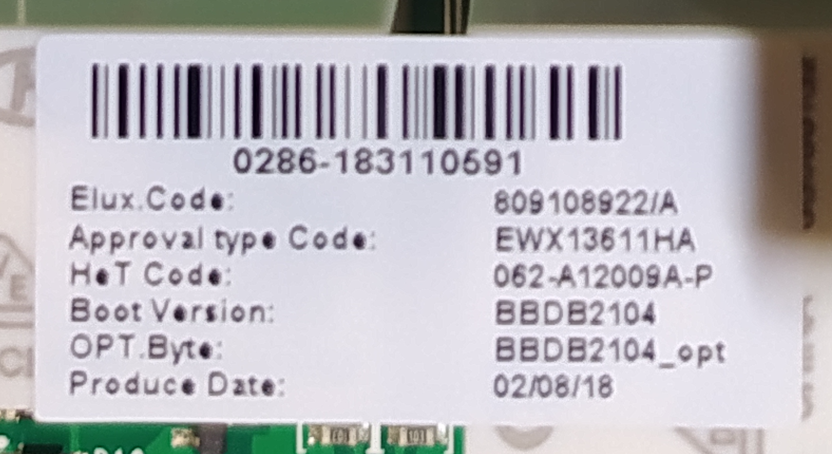 0286-183110591
Elux.Code: 809108922/A
Approval type Code: EWX13611HA
HeT Code: 062-A12009A-P
Boot Version: BBDB2104
OPT.Byte: BBDB2104_opt
Produce Date: 02/08/18